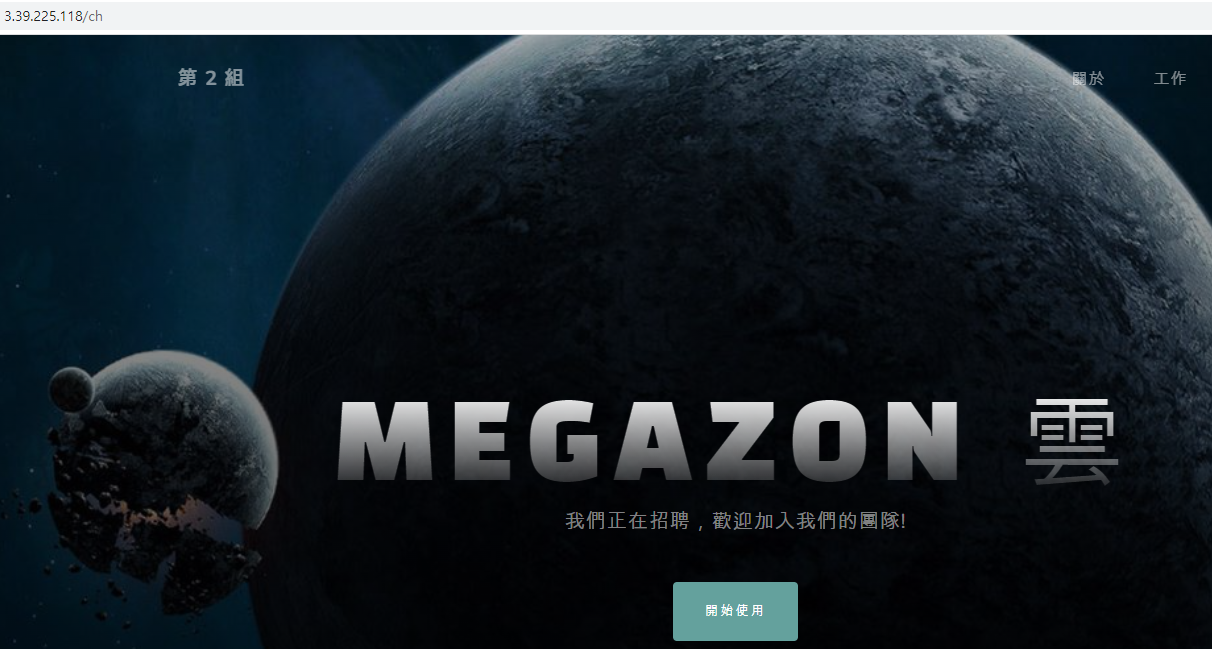 3.39.225.118/ch
第 2 組
關於 工作
MEGAZON 雲
我們正在招聘，歡迎加入我們的團隊!
開始使用